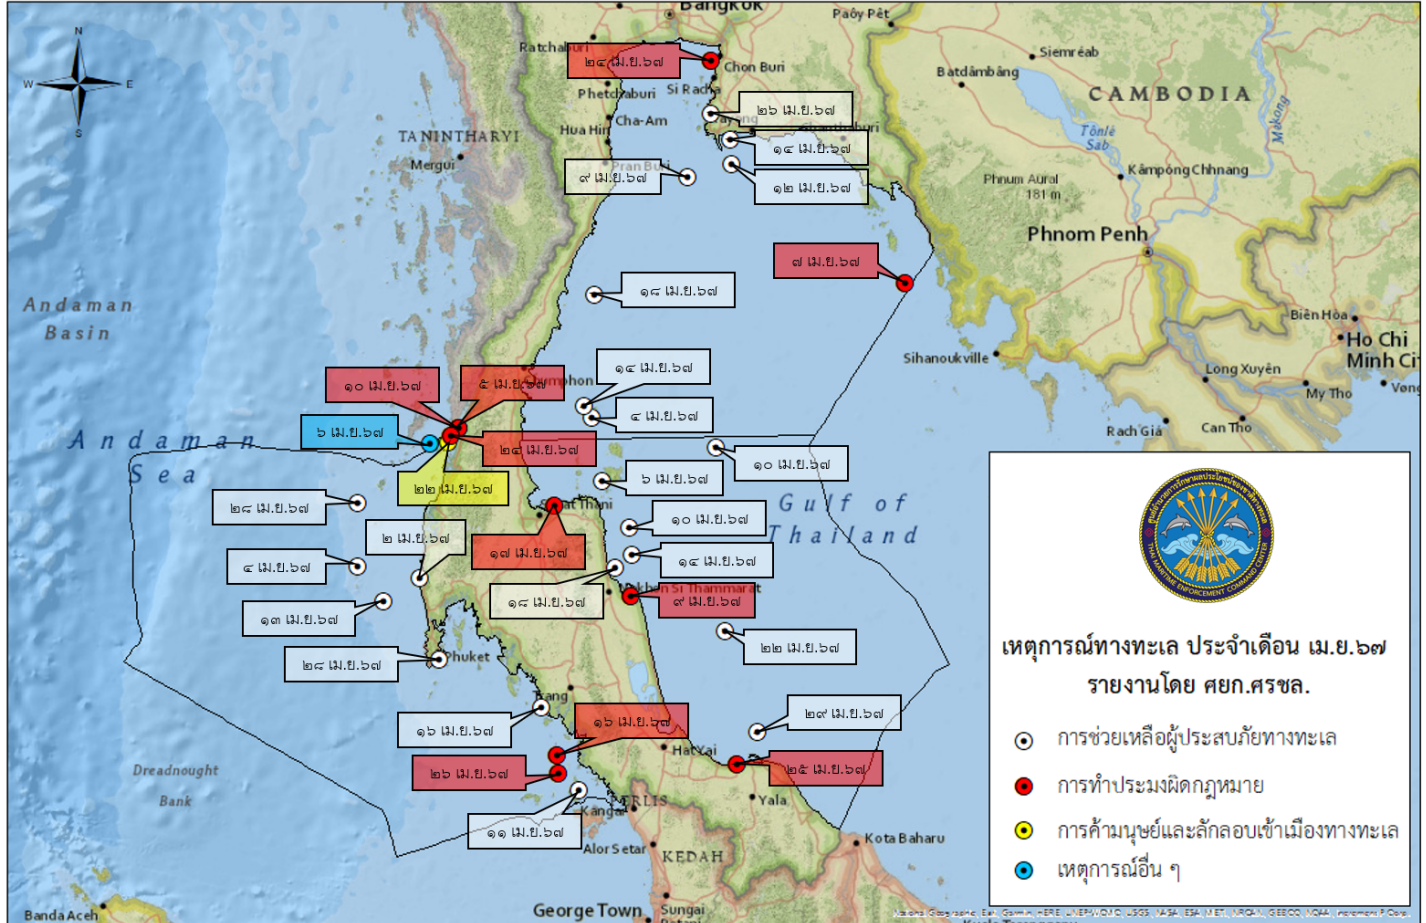 Bangkok
Paôy Pêt
N
W
E
S
Ratchaburi
Siemréab
๒๔ เม.ย.๖๗
Chon Buri
Batdâmbâng
Phetchaburi
Si Racha
CAMBODIA
Mekong
๒๖ เม.ย.๖๗
Cha-Am
Hua Hin
TANINTHARYI
Tônlé
Sab
๑๔ เม.ย.๖๗
Mergui
Pran Buri
Kâmpóng Chhnang
๙ เม.ย.๖๗
๑๒ เม.ย.๖๗
Phnum Aural
181 m
Phnom Penh
๗ เม.ย.๖๗
๑๘ เม.ย.๖๗
Andaman
Basin
Biên Hòa
Ho Chi
Minh Cit
Sihanoukville
๑๔ เม.ย.๖๗
Long Xuyên
๑๐ เม.ย.๖๗
๕ เม.ย.๖๗
My Tho
Vøng
๔ เม.ย.๖๗
Rach Giá
Can Tho
๖ เม.ย.๖๗
Andaman
Sea
๒๔ เม.ย.๖๗
๑๐ เม.ย.๖๗
๒๒ เม.ย.๖๗
๖ เม.ย.๖๗
๒๘ เม.ย.๖๗
Gulf of
Thailand
๑๐ เม.ย.๖๗
๒ เม.ย.๖๗
๑๗ เม.ย.๖๗
๑๔ เม.ย.๖๗
๔ เม.ย.๖๗
Nakhon Si Thammarat
๑๘ เม.ย.๖๗
๙ เม.ย.๖๗
๑๓ เม.ย.๖๗
๒๒ เม.ย.๖๗
๒๘ เม.ย.๖๗
Phuket
Trang
๑๖ เม.ย.๖๗
๑๖ เม.ย.๖๗
๒๙ เม.ย.๖๗
Hat Yai
๒๖ เม.ย.๖๗
๒๕ เม.ย.๖๗
Dreadnought
Bank
Yala
PERLIS
Kangar
๑๑ เม.ย.๖๗
Kota Baharu
Alor Setar
KEDAH
George Town
Sungai
Banda Aceh
THAI MARITIME ENFORCEMENT COMMAND CENTER
เหตุการณ์ทางทะเล ประจำเดือน เม.ย.๖๗
รายงานโดย ศยก.ศรชล.
การช่วยเหลือผู้ประสบภัยทางทะเล
การทำประมงผิดกฎหมาย
การค้ามนุษย์และลักลอบเข้าเมืองทางทะเล
เหตุการณ์อื่น ๆ